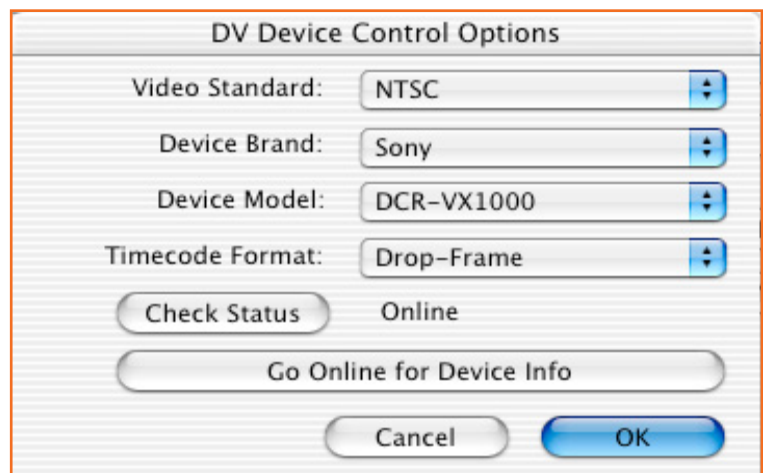 DV Device Control Options
Video Standard: NTSC
Device Brand: Sony
Device Model: DCR-VX1000
Timecode Format: Drop-Frame
Check Status Online
Go Online for Device Info
Cancel OK